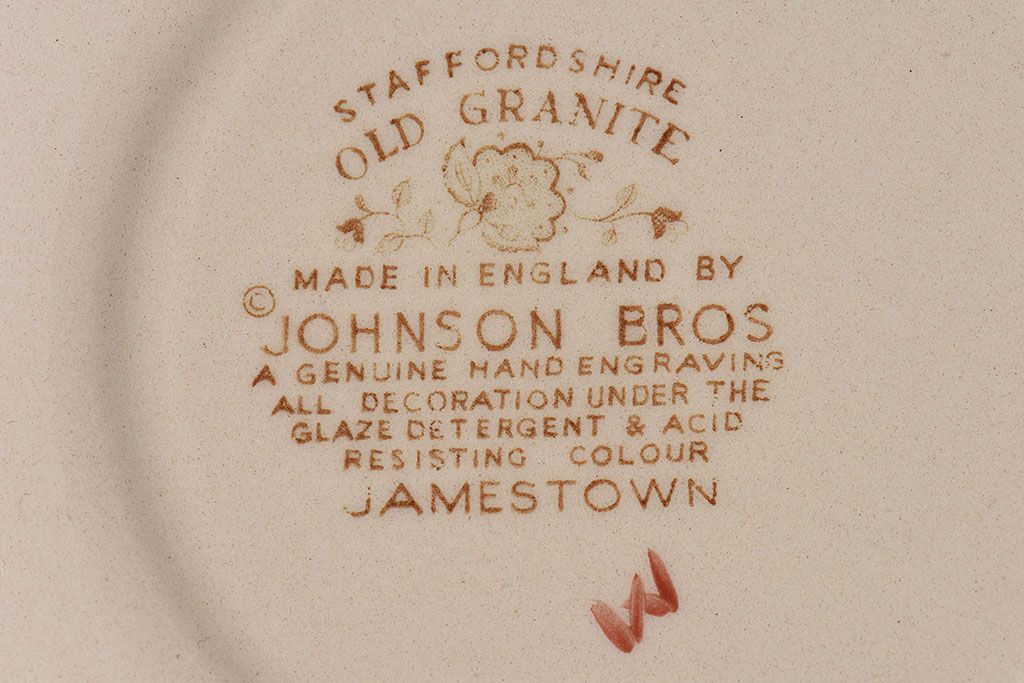 STAFFORDSHIRE
OLD GRANITE
MADE IN ENGLAND BY
©JOHNSON BROS
A GENUINE HAND ENGRAVING
ALL DECORATION UNDER THE
GLAZE DETERGENT & ACID
RESISTING COLOUR
JAMESTOWN
W